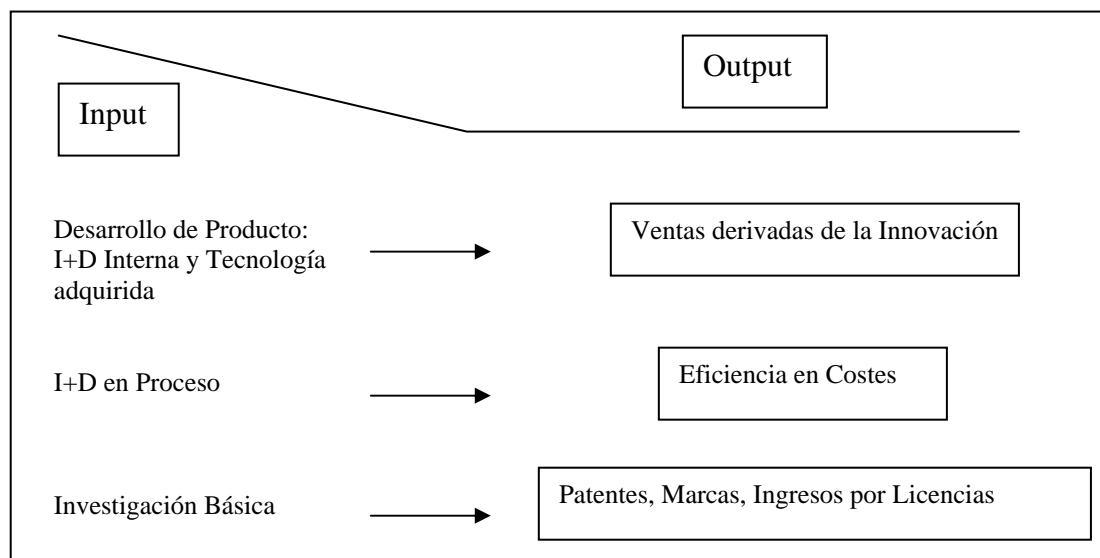 Input
Output
Desarrollo de Producto:
I+D Interna y Tecnología
adquirida
Ventas derivadas de la Innovación
I+D en Proceso
Eficiencia en Costes
Investigación Básica
Patentes, Marcas, Ingresos por Licencias